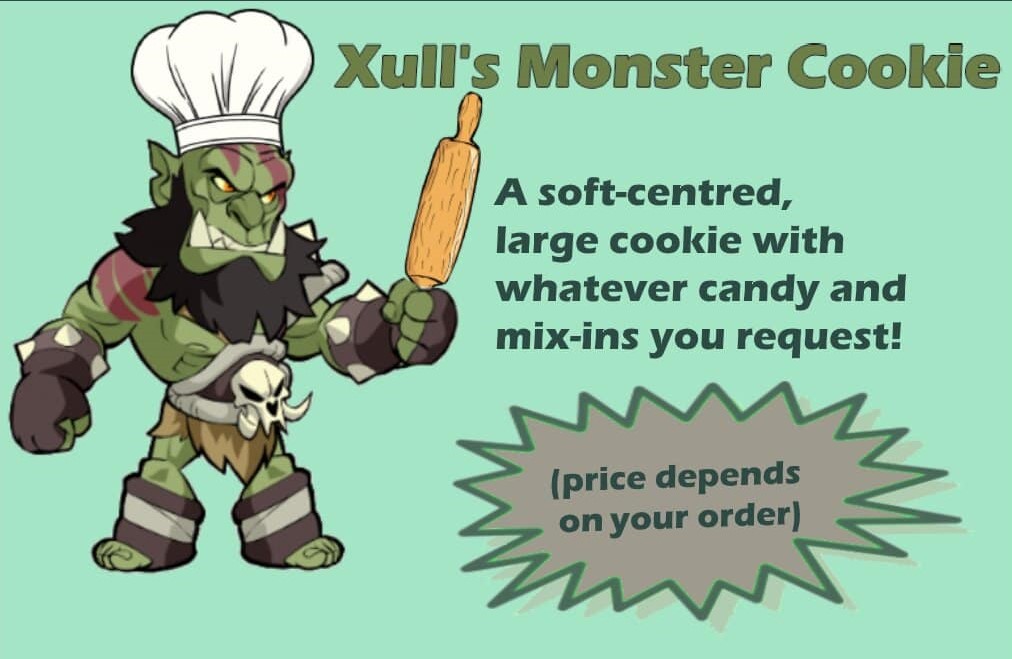 Xull's Monster Cookie
A soft-centred,
large cookie with
whatever candy and
mix-ins you request!
(price depends
on your order)